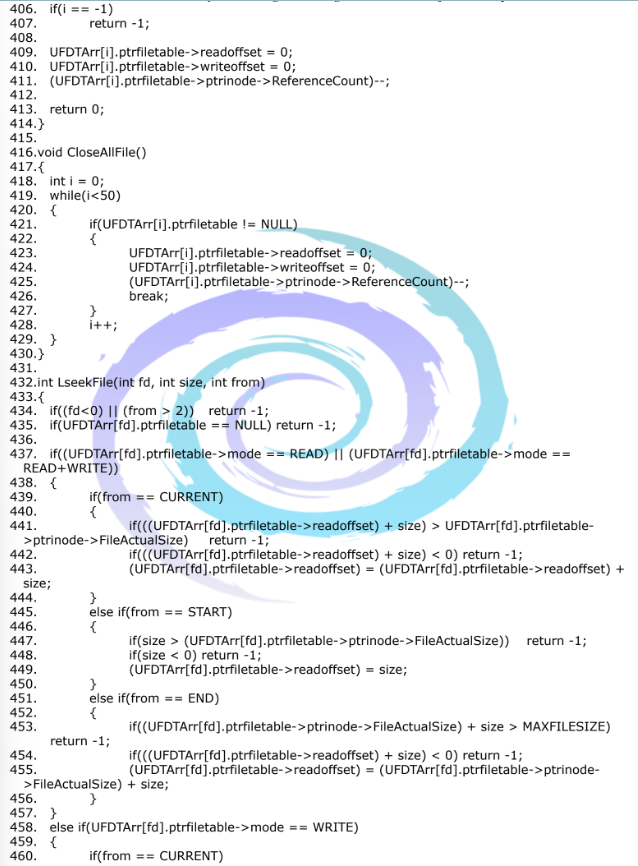 406. if(i == -1)
407. return -1;
408.
409. UFDTArr[i].ptrfiletable->readoffset = 0;
410. UFDTArr[i].ptrfiletable->writeoffset = 0;
411. (UFDTArr[i].ptrfiletable->ptrinode->ReferenceCount)--;
412.
413. return 0;
414.}
415.
416.void CloseAllFile()
417.{
418. int i = 0;
419. while(i<50)
420. {
421. if(UFDTArr[i].ptrfiletable != NULL)
422. {
423. UFDTArr[i].ptrfiletable->readoffset = 0;
424. UFDTArr[i].ptrfiletable->writeoffset = 0;
425. (UFDTArr[i].ptrfiletable->ptrinode->ReferenceCount)--;
426. break;
427. }
428. i++;
429. }
430.}
431.
432.int LseekFile(int fd, int size, int from)
433.{
434. if((fd<0) || (from > 2)) return -1;
435. if(UFDTArr[fd].ptrfiletable == NULL) return -1;
436.
437. if((UFDTArr[fd].ptrfiletable->mode == READ) || (UFDTArr[fd].ptrfiletable->mode ==
READ+WRITE))
438. {
439. if(from == CURRENT)
440. {
441. if(((UFDTArr[fd].ptrfiletable->readoffset) + size) > UFDTArr[fd].ptrfiletable-
>ptrinode->FileActualSize) return -1;
442. if(((UFDTArr[fd].ptrfiletable->readoffset) + size) < 0) return -1;
443. (UFDTArr[fd].ptrfiletable->readoffset) = (UFDTArr[fd].ptrfiletable->readoffset) +
size;
444. }
445. else if(from == START)
446. {
447. if(size > (UFDTArr[fd].ptrfiletable->ptrinode->FileActualSize)) return -1;
448. if(size < 0) return -1;
449. (UFDTArr[fd].ptrfiletable->readoffset) = size;
450. }
451. else if(from == END)
452. {
453. if((UFDTArr[fd].ptrfiletable->ptrinode->FileActualSize) + size > MAXFILESIZE)
return -1;
454. if(((UFDTArr[fd].ptrfiletable->readoffset) + size) < 0) return -1;
455. (UFDTArr[fd].ptrfiletable->readoffset) = (UFDTArr[fd].ptrfiletable->ptrinode-
>FileActualSize) + size;
456. }
457. }
458. else if(UFDTArr[fd].ptrfiletable->mode == WRITE)
459. {
460. if(from == CURRENT)